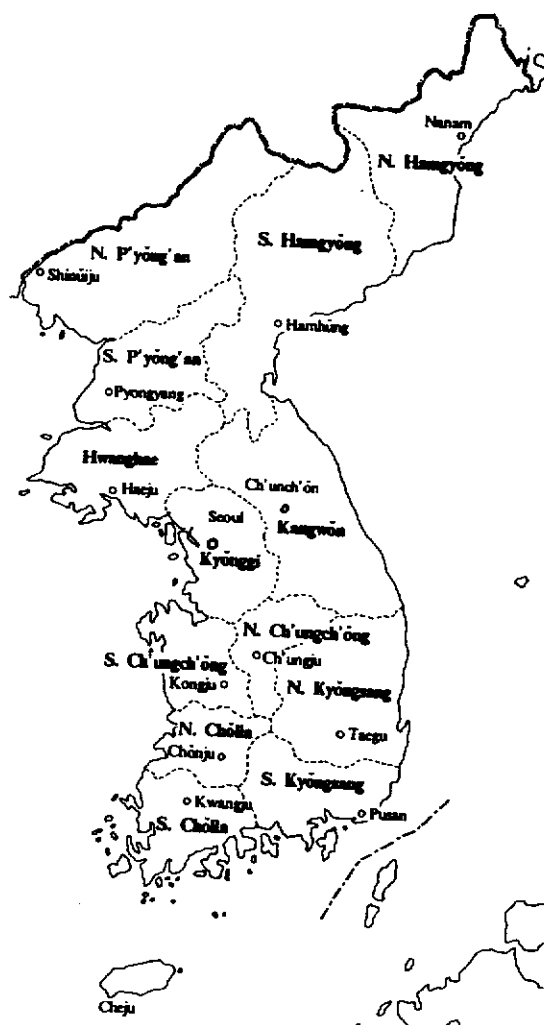 Nanam
N. Hamgyŏng
N. P'yŏng'an
S. Hamgyŏng
Shinŭiju
Hamhŭng
S. P'yŏng'an
Pyongyang
Hwanghae
Ch'unch'ŏn
Haeju
Seoul
Kangwŏn
Kyŏnggi
N. Ch'ungch'ŏng
S. Ch'ungch'ŏng
Ch'ungju
Kongju
N. Kyŏngsang
N. Chŏlla
Taegu
Chŏnju
S. Kyŏngsang
Kwangju
Pusan
S. Chŏlla
Cheju